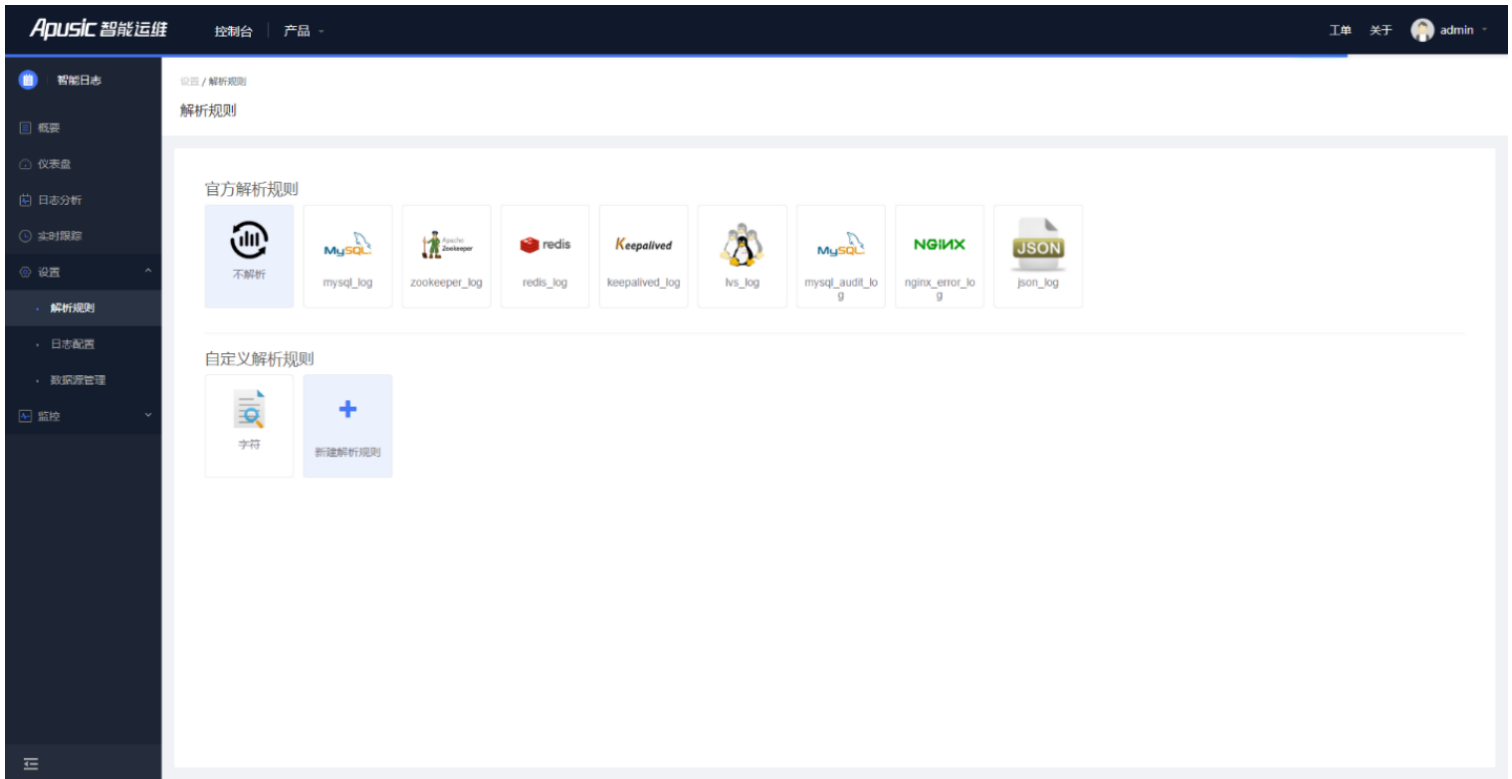 Apusic 智能运维 控制台 产品 工单 关于 admin
智能日志
概要
仪表盘
日志分析
实时跟踪
设置
解析规则
日志配置
数据源管理
监控
设置 / 解析规则
解析规则
官方解析规则
不解析
MySQL
mysql_log
Apache
Zookeeper
zookeeper_log
redis
redis_log
Keepalived
keepalived_log
lvs_log
MySQL
mysql_audit_lo
g
NGINX
nginx_error_lo
g
JSON
json_log
自定义解析规则
字符
新建解析规则